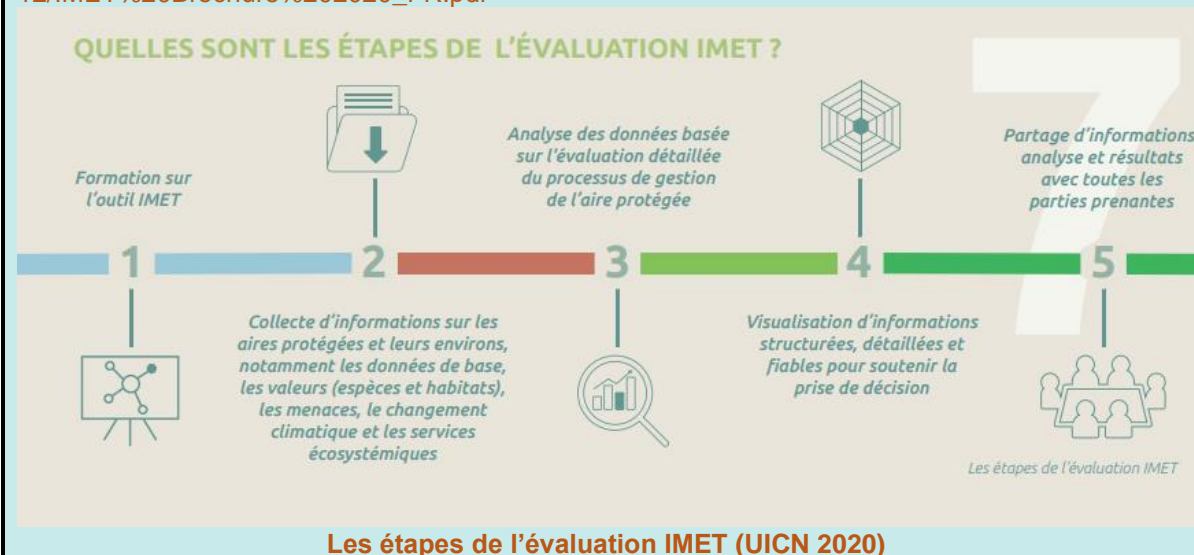 QUELLES SONT LES ÉTAPES DE L'ÉVALUATION IMET ?
7
Formation sur
l'outil IMET
1
2
Collecte d'informations sur les
aires protégées et leurs environs,
notamment les données de base,
les valeurs (espèces et habitats),
les menaces, le changement
climatique et les services
écosystémiques
Analyse des données basée
sur l'évaluation détaillée
du processus de gestion
de l'aire protégée
3
4
Visualisation d'informations
structurées, détaillées et
fiables pour soutenir la
prise de décision
Partage d'informations
analyse et résultats
avec toutes les
parties prenantes
5
Les étapes de l'évaluation IMET
Les étapes de l'évaluation IMET (UICN 2020)